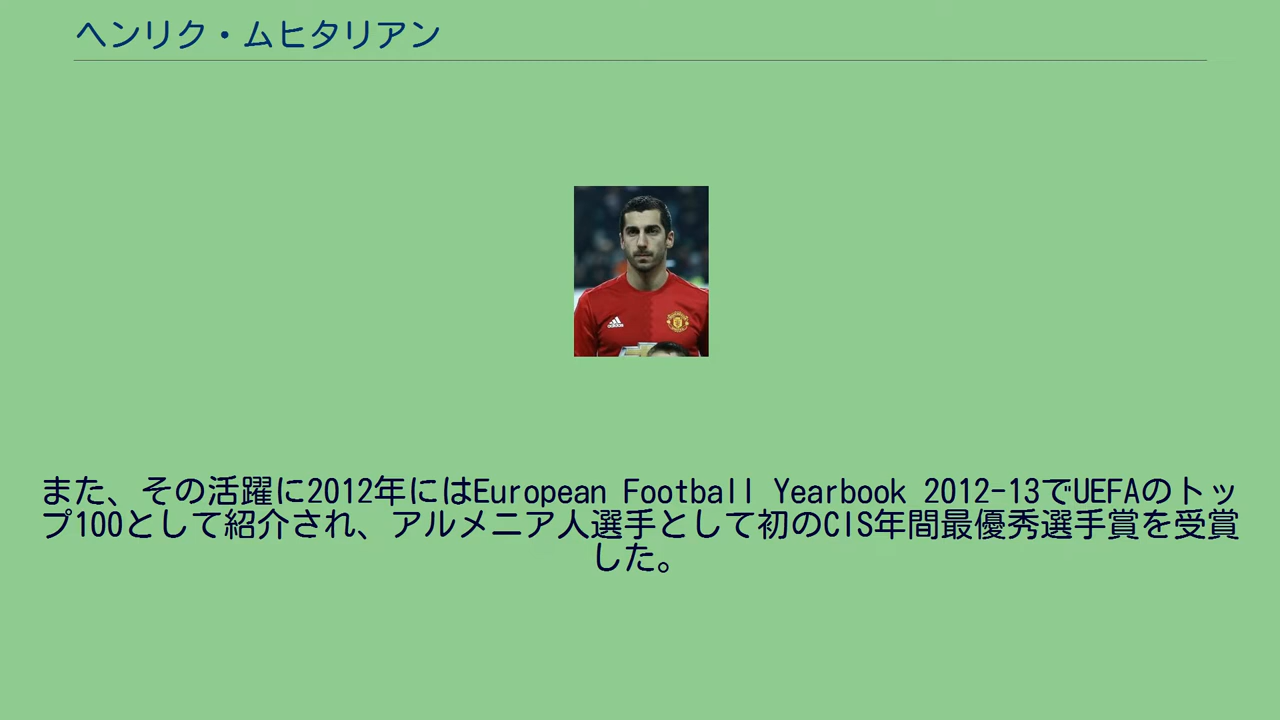 ヘンリク・ムヒタリアン
adidas
また、その活躍に2012年にはEuropean Football Yearbook 2012-13でUEFAのトッ
プ100として紹介され、アルメニア人選手として初のCIS年間最優秀選手賞を受賞
した。